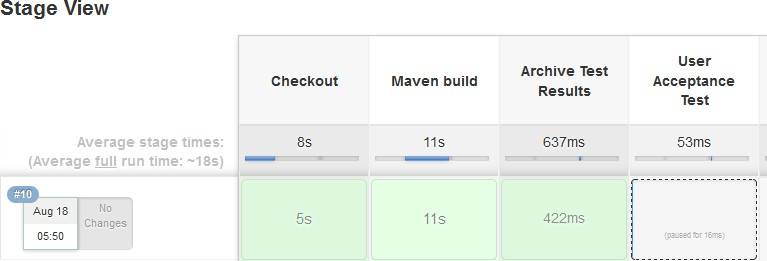 Stage View
Checkout
Maven build
Archive Test
Results
User
Acceptance
Test
Average stage times:
(Average full run time: ~18s)
8s
11s
637ms
53ms
#10
Aug 18
05:50
No
Changes
5s
11s
422ms
(paused for 16ms)